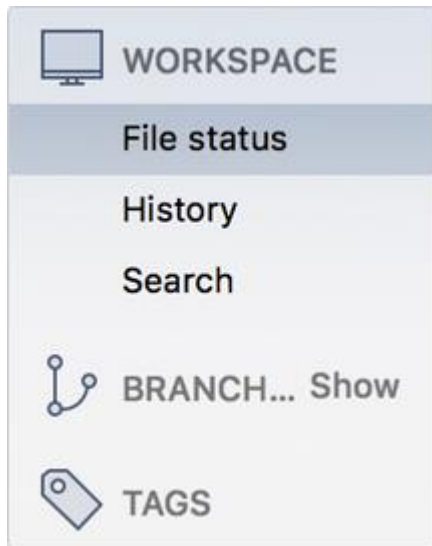 WORKSPACE
File status
History
Search
BRANCH... Show
TAGS